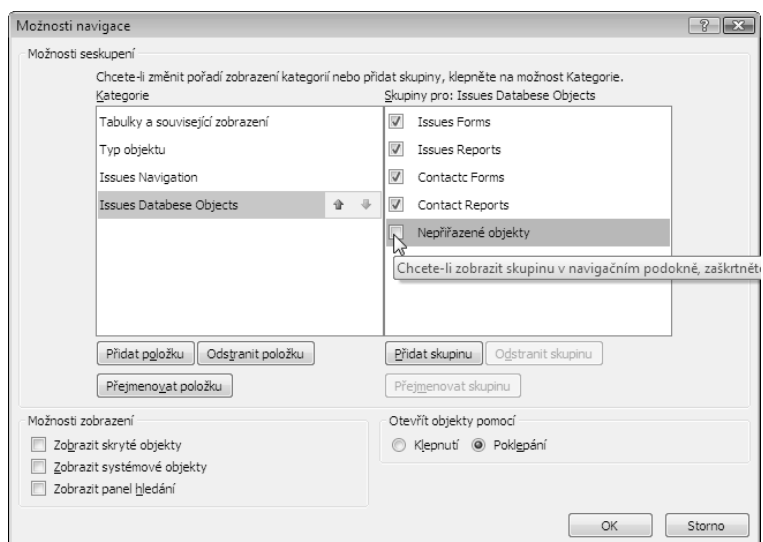 Možnosti navigace
Možnosti seskupení
Chcete-li změnit pořadí zobrazení kategorií nebo přidat skupiny, klepněte na možnost Kategorie.
Kategorie
Skupiny pro: Issues Databese Objects
Tabulky a související zobrazení
Typ objektu
Issues Navigation
Issues Databese Objects
Issues Forms
Issues Reports
Contactc Forms
Contact Reports
Nepřiřazené objekty
Chcete-li zobrazit skupinu v navigačním podokně, zaškrtněte
Přidat položku
Odstranit položku
Přejmenovat položku
Přidat skupinu
Odstranit skupinu
Přejmenovat skupinu
Možnosti zobrazení
Zobrazit skryté objekty
Zobrazit systémové objekty
Zobrazit panel hledání
Otevřít objekty pomocí
Klepnutí
Poklepání
OK
Storno